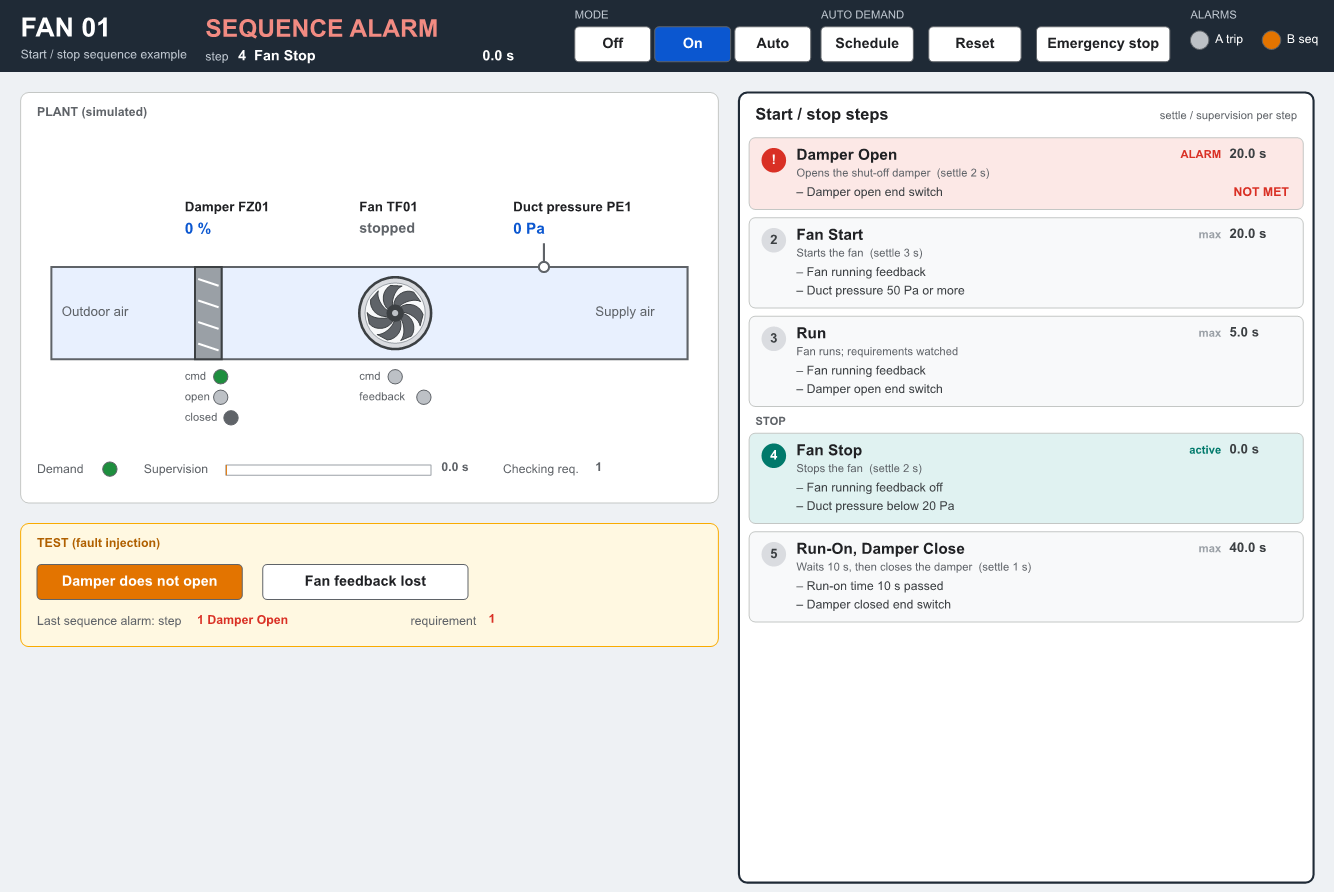 FAN 01
Start / stop sequence example
SEQUENCE ALARM
step 4 Fan Stop 0.0 s
MODE
Off On Auto
AUTO DEMAND
Schedule Reset Emergency stop
ALARMS
A trip B seq
PLANT (simulated)
Damper FZ01
0 %
Fan TF01
stopped
Duct pressure PE1
0 Pa
Outdoor air
Supply air
cmd
open
closed
cmd
feedback
Demand Supervision 0.0 s Checking req. 1
TEST (fault injection)
Damper does not open
Fan feedback lost
Last sequence alarm: step 1 Damper Open requirement 1
Start / stop steps
settle / supervision per step
! Damper Open ALARM 20.0 s
Opens the shut-off damper (settle 2 s)
– Damper open end switch NOT MET
2 Fan Start max 20.0 s
Starts the fan (settle 3 s)
– Fan running feedback
– Duct pressure 50 Pa or more
3 Run max 5.0 s
Fan runs; requirements watched
– Fan running feedback
– Damper open end switch
STOP
4 Fan Stop active 0.0 s
Stops the fan (settle 2 s)
– Fan running feedback off
– Duct pressure below 20 Pa
5 Run-On, Damper Close max 40.0 s
Waits 10 s, then closes the damper (settle 1 s)
– Run-on time 10 s passed
– Damper closed end switch